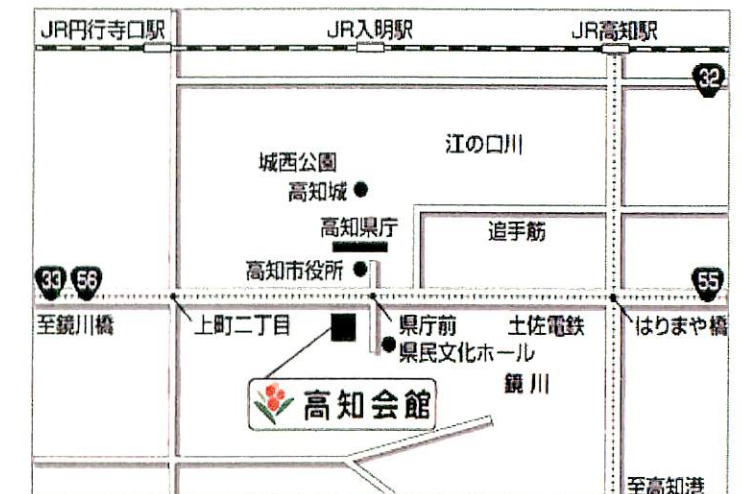 JR円行寺口駅
JR入明駅
JR高知駅
32
江の口川
城西公園
高知城
高知県庁
追手筋
高知市役所
33
56
55
至鏡川橋
上町二丁目
県庁前
土佐電鉄
はりまや橋
県民文化ホール
鏡川
高知会館
至高知港